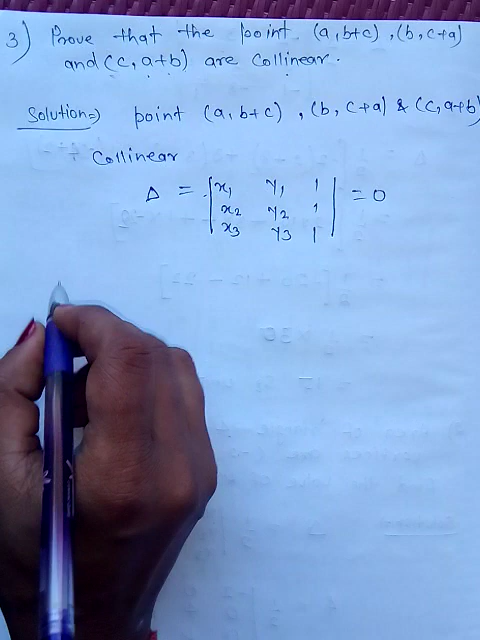 3) Prove that the point (a, b+c), (b, c+a)
and (c, a+b) are collinear.
Solution⇒ point (a, b+c), (b, c+a) & (c, a+b)
Collinear
Δ = | x₁ y₁ 1 | = 0
x₂ y₂ 1
x₃ y₃ 1